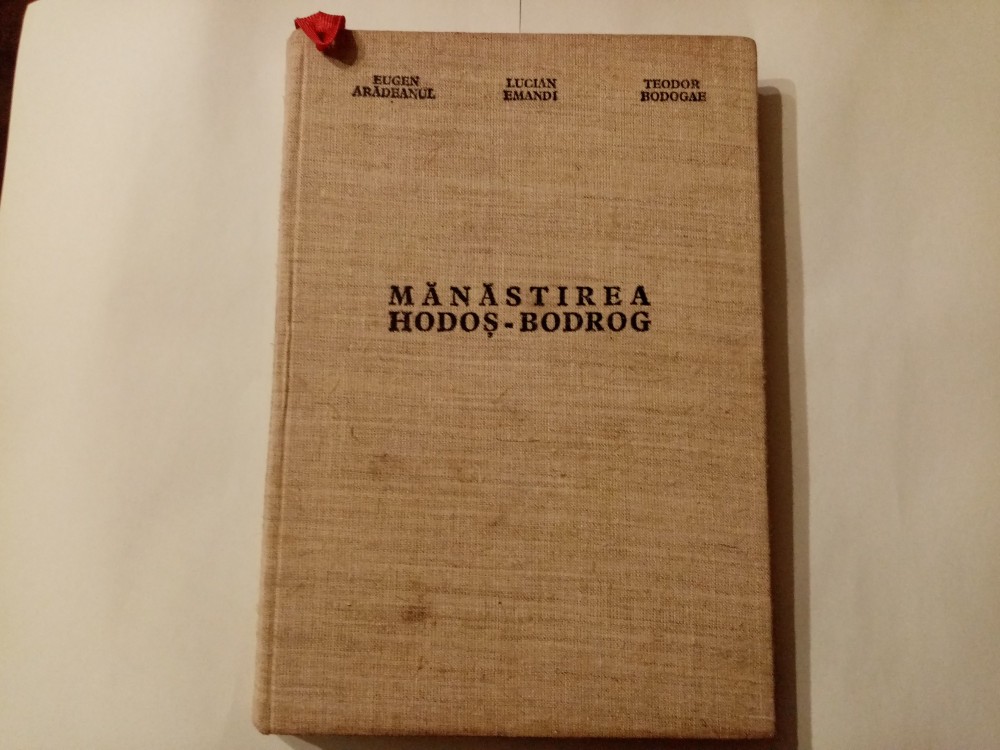 EUGEN
ARĂDEANUL
LUCIAN
EMANDI
TEODOR
BODOGAE
MĂNĂSTIREA
HODOȘ-BODROG